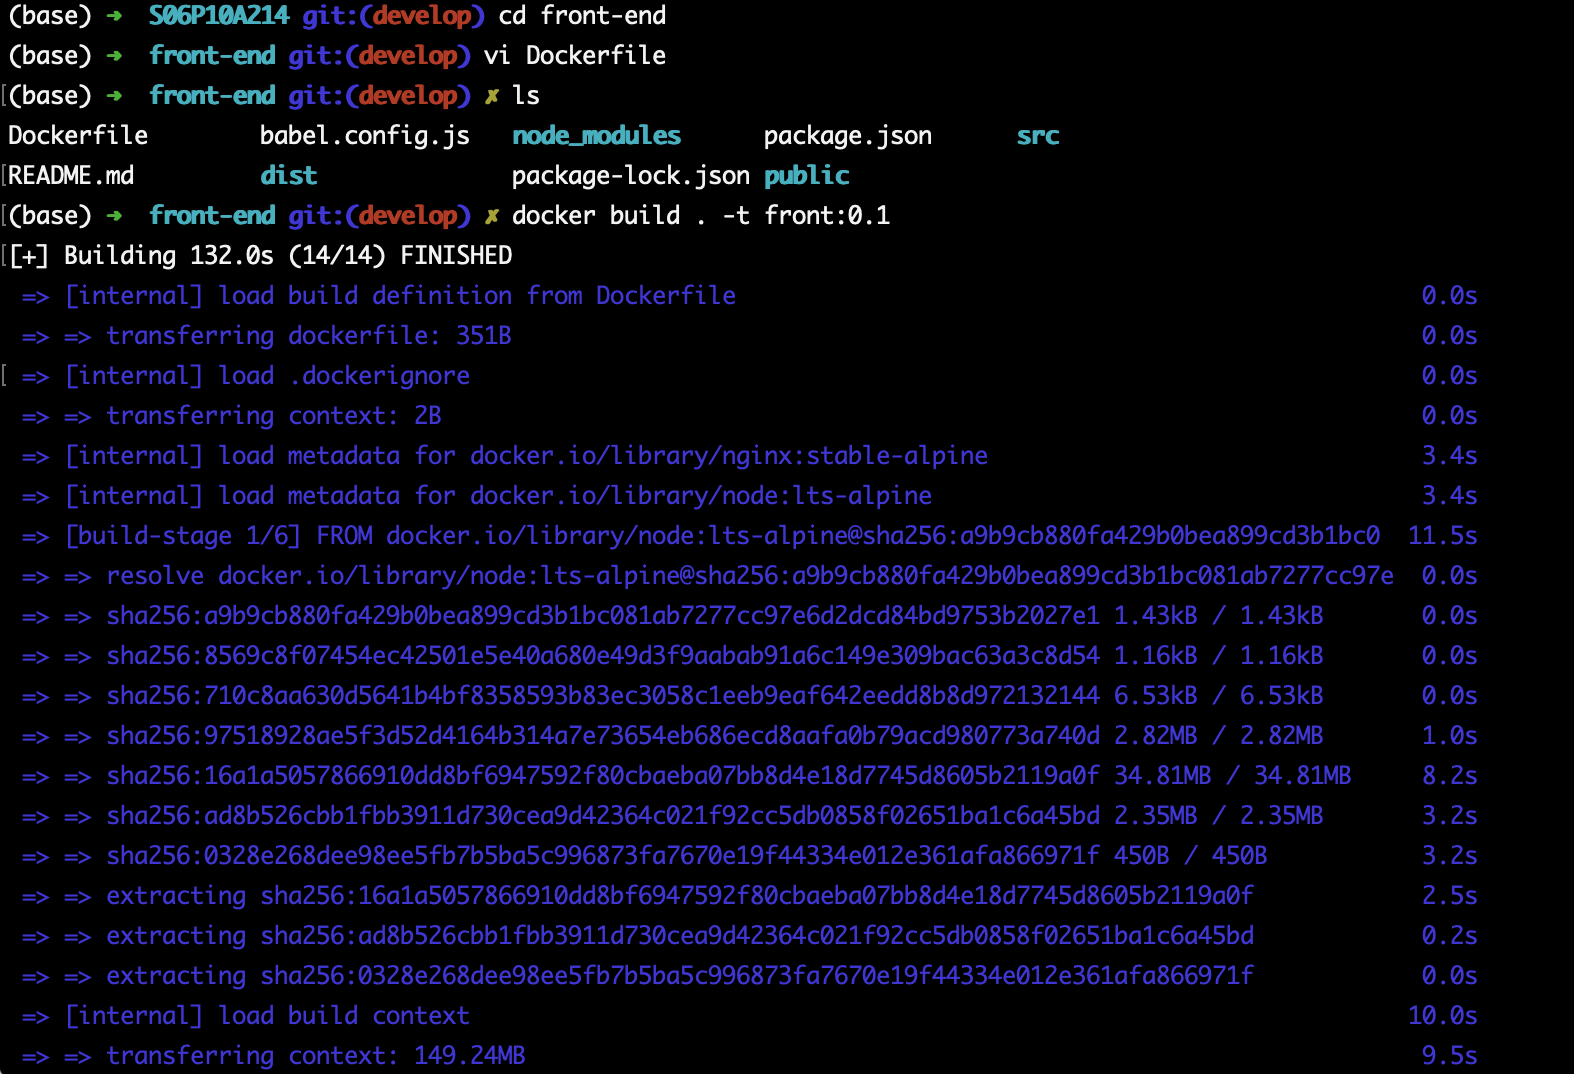 (base) ➜  S06P10A214 git:(develop) cd front-end
(base) ➜  front-end git:(develop) vi Dockerfile
[(base) ➜  front-end git:(develop) ✗ ls
Dockerfile        babel.config.js   node_modules      package.json      src
[README.md         dist              package-lock.json public
[(base) ➜  front-end git:(develop) ✗ docker build . -t front:0.1
[[+] Building 132.0s (14/14) FINISHED
 => [internal] load build definition from Dockerfile 0.0s
 => => transferring dockerfile: 351B 0.0s
[ => [internal] load .dockerignore 0.0s
 => => transferring context: 2B 0.0s
 => [internal] load metadata for docker.io/library/nginx:stable-alpine 3.4s
 => [internal] load metadata for docker.io/library/node:lts-alpine 3.4s
 => [build-stage 1/6] FROM docker.io/library/node:lts-alpine@sha256:a9b9cb880fa429b0bea899cd3b1bc0 11.5s
 => => resolve docker.io/library/node:lts-alpine@sha256:a9b9cb880fa429b0bea899cd3b1bc081ab7277cc97e 0.0s
 => => sha256:a9b9cb880fa429b0bea899cd3b1bc081ab7277cc97e6d2dcd84bd9753b2027e1 1.43kB / 1.43kB 0.0s
 => => sha256:8569c8f07454ec42501e5e40a680e49d3f9aabab91a6c149e309bac63a3c8d54 1.16kB / 1.16kB 0.0s
 => => sha256:710c8aa630d5641b4bf8358593b83ec3058c1eeb9eaf642eedd8b8d972132144 6.53kB / 6.53kB 0.0s
 => => sha256:97518928ae5f3d52d4164b314a7e73654eb686ecd8aafa0b79acd980773a740d 2.82MB / 2.82MB 1.0s
 => => sha256:16a1a5057866910dd8bf6947592f80cbaeba07bb8d4e18d7745d8605b2119a0f 34.81MB / 34.81MB 8.2s
 => => sha256:ad8b526cbb1fbb3911d730cea9d42364c021f92cc5db0858f02651ba1c6a45bd 2.35MB / 2.35MB 3.2s
 => => sha256:0328e268dee98ee5fb7b5ba5c996873fa7670e19f44334e012e361afa866971f 450B / 450B 3.2s
 => => extracting sha256:16a1a5057866910dd8bf6947592f80cbaeba07bb8d4e18d7745d8605b2119a0f 2.5s
 => => extracting sha256:ad8b526cbb1fbb3911d730cea9d42364c021f92cc5db0858f02651ba1c6a45bd 0.2s
 => => extracting sha256:0328e268dee98ee5fb7b5ba5c996873fa7670e19f44334e012e361afa866971f 0.0s
 => [internal] load build context 10.0s
 => => transferring context: 149.24MB 9.5s